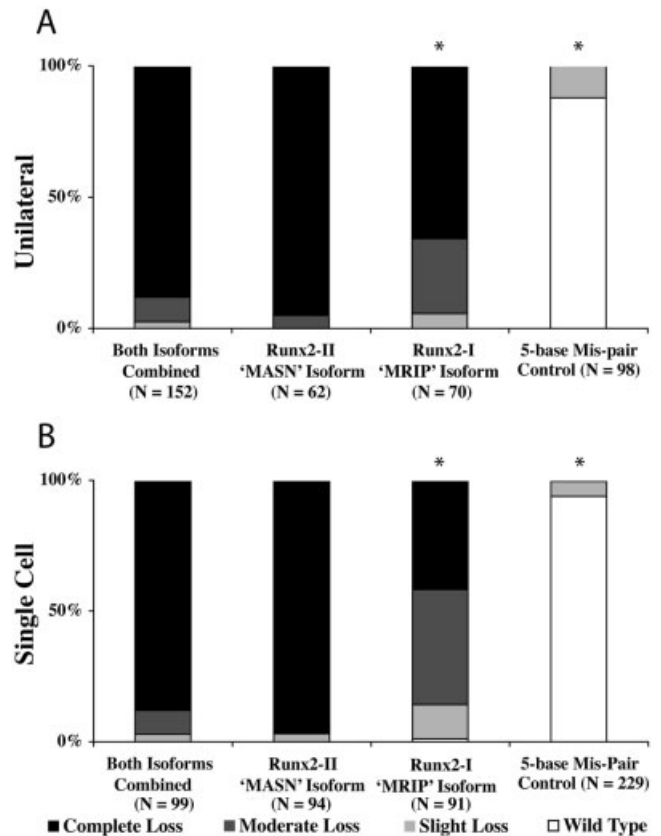 A
* *
100%
50%
0%
Unilateral
Both Isoforms
Combined
(N = 152)
Runx2-II
‘MASN’ Isoform
(N = 62)
Runx2-I
‘MRIP’ Isoform
(N = 70)
5-base Mis-pair
Control (N = 98)
B
* *
100%
50%
0%
Single Cell
Both Isoforms
Combined
(N = 99)
Runx2-II
‘MASN’ Isoform
(N = 94)
Runx2-I
‘MRIP’ Isoform
(N = 91)
5-base Mis-Pair
Control (N = 229)
Complete Loss Moderate Loss Slight Loss Wild Type